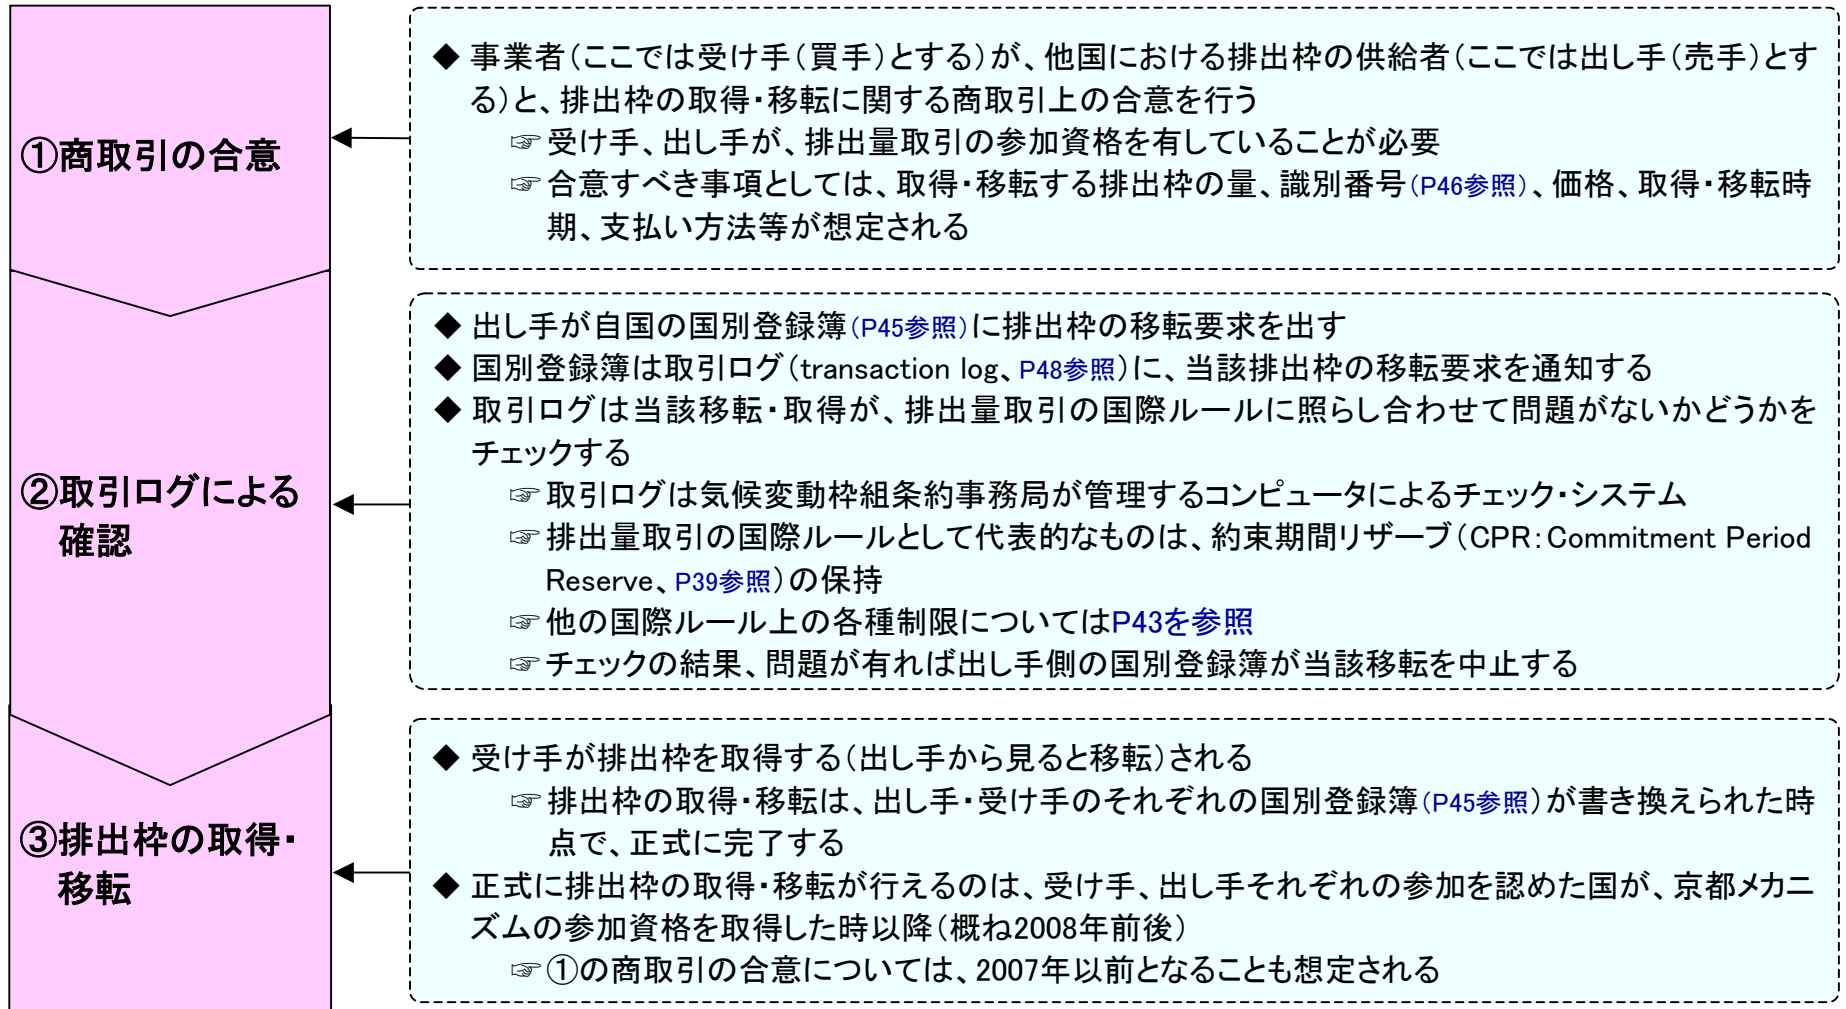 ①商取引の合意
◆ 事業者（ここでは受け手（買手）とする）が、他国における排出枠の供給者（ここでは出し手（売手）とす
る）と、排出枠の取得・移転に関する商取引上の合意を行う
☞ 受け手、出し手が、排出量取引の参加資格を有していることが必要
☞ 合意すべき事項としては、取得・移転する排出枠の量、識別番号（P46参照）、価格、取得・移転時
期、支払い方法等が想定される
②取引ログによる
確認
◆ 出し手が自国の国別登録簿（P45参照）に排出枠の移転要求を出す
◆ 国別登録簿は取引ログ（transaction log、P48参照）に、当該排出枠の移転要求を通知する
◆ 取引ログは当該移転・取得が、排出量取引の国際ルールに照らし合わせて問題がないかどうかを
チェックする
☞ 取引ログは気候変動枠組条約事務局が管理するコンピュータによるチェック・システム
☞ 排出量取引の国際ルールとして代表的なものは、約束期間リザーブ（CPR：Commitment Period
Reserve、P39参照）の保持
☞ 他の国際ルール上の各種制限についてはP43を参照
☞ チェックの結果、問題が有れば出し手側の国別登録簿が当該移転を中止する
③排出枠の取得・
移転
◆ 受け手が排出枠を取得する（出し手から見ると移転）される
☞ 排出枠の取得・移転は、出し手・受け手のそれぞれの国別登録簿（P45参照）が書き換えられた時
点で、正式に完了する
◆ 正式に排出枠の取得・移転が行えるのは、受け手、出し手それぞれの参加を認めた国が、京都メカニ
ズムの参加資格を取得した時以降（概ね2008年前後）
☞ ①の商取引の合意については、2007年以前となることも想定される